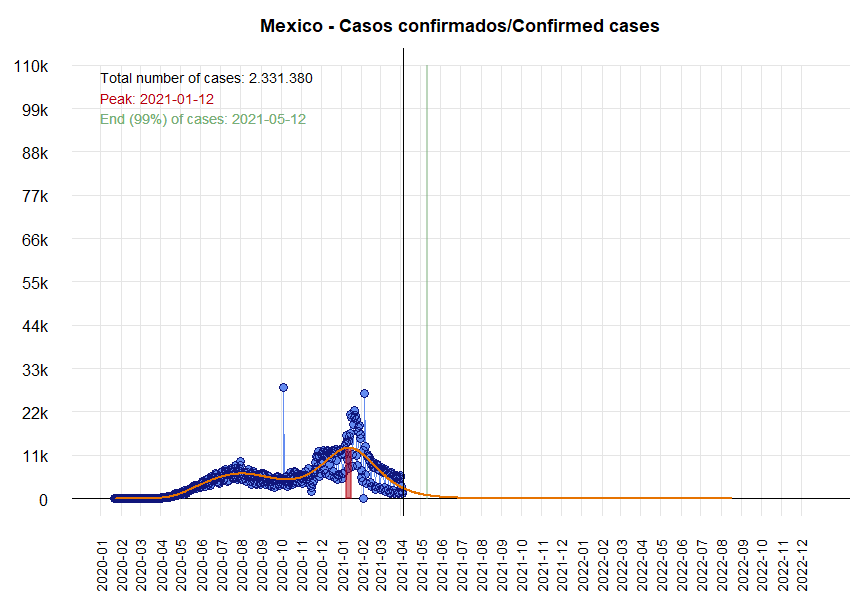 Mexico - Casos confirmados/Confirmed cases
110k
99k
88k
77k
66k
55k
44k
33k
22k
11k
0
Total number of cases: 2.331.380
Peak: 2021-01-12
End (99%) of cases: 2021-05-12
2020-01
2020-02
2020-03
2020-04
2020-05
2020-06
2020-07
2020-08
2020-09
2020-10
2020-11
2020-12
2021-01
2021-02
2021-03
2021-04
2021-05
2021-06
2021-07
2021-08
2021-09
2021-10
2021-11
2021-12
2022-01
2022-02
2022-03
2022-04
2022-05
2022-06
2022-07
2022-08
2022-09
2022-10
2022-11
2022-12